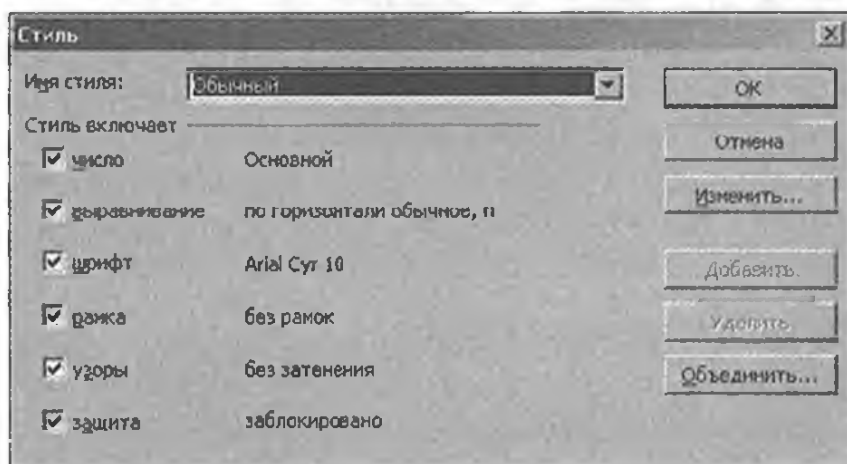 Стиль
Имя стиля: Обычный
ОК
Стиль включает
Отмена
число Основной
Изменить...
выравнивание по горизонтали обычное, п
шрифт Arial Cyr 10
Добавить
рамка без рамок
Удалить
узоры без затенения
Объединить...
защита заблокировано